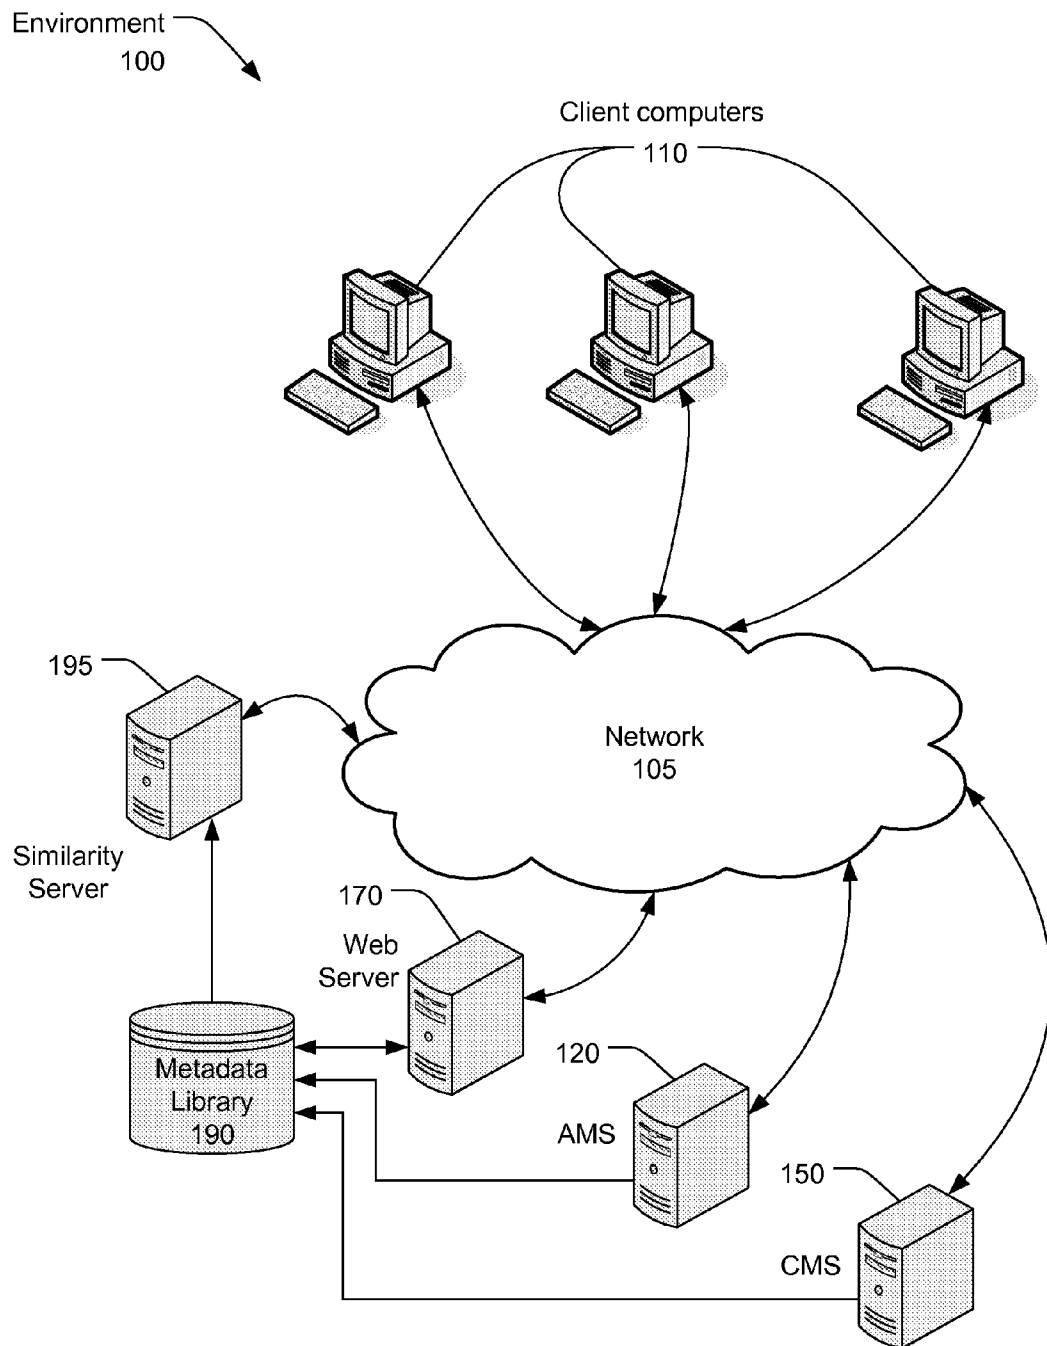 Environment
100
Client computers
110
195
Network
105
Similarity
Server
170
Web
Server
120
Metadata
Library
190
AMS
150
CMS